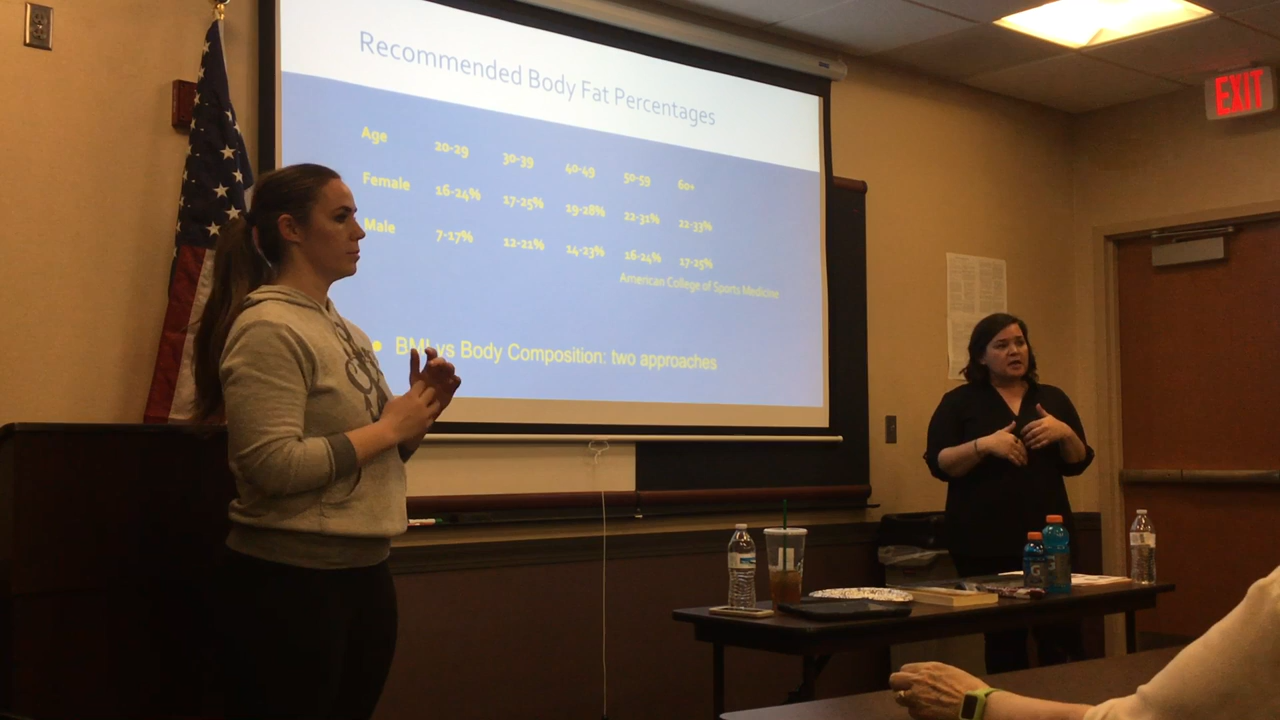 Recommended Body Fat Percentages
Age 20-29 30-39 40-49 50-59 60+
Female 16-24% 17-25% 19-28% 22-31% 22-33%
Male 7-17% 12-21% 14-23% 16-24% 17-25%
American College of Sports Medicine
• BMI vs Body Composition: two approaches
EXIT
G
G